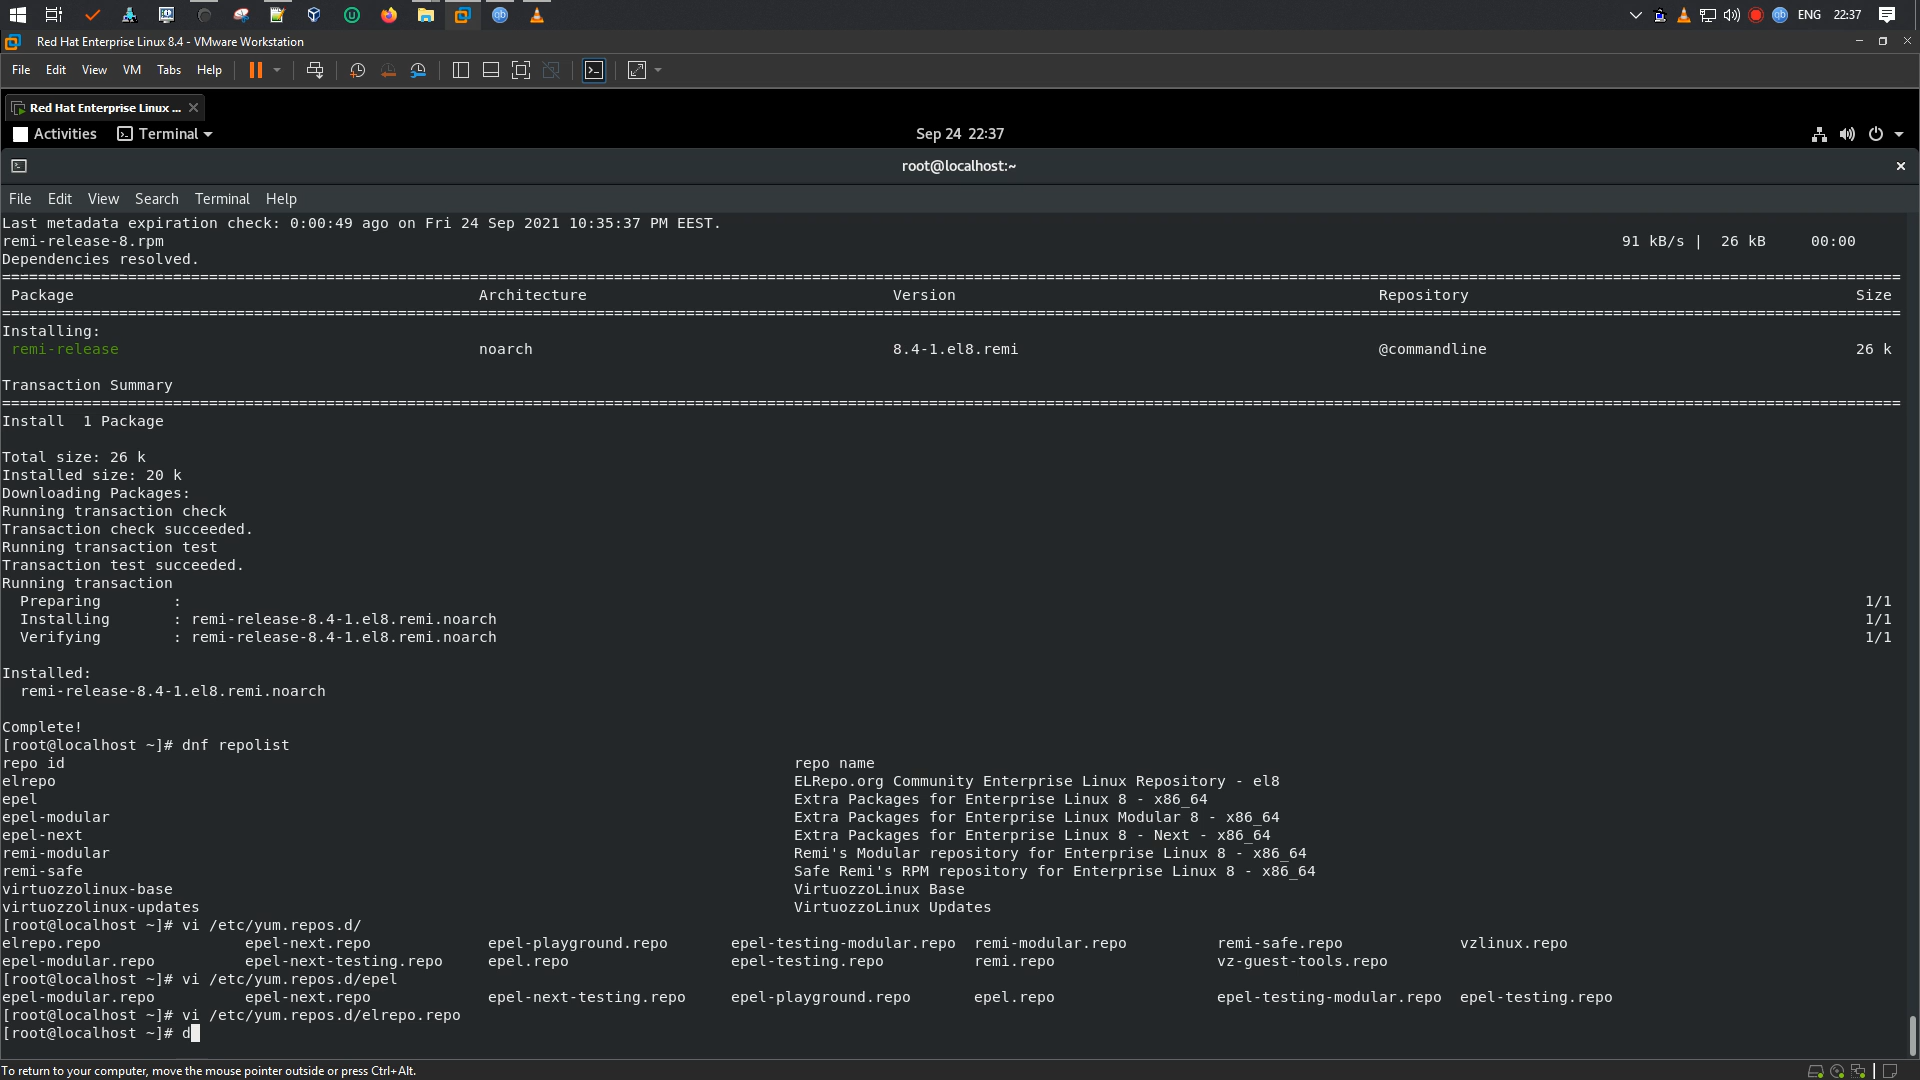 ENG 22:37
Red Hat Enterprise Linux 8.4 - VMware Workstation
File Edit View VM Tabs Help
Red Hat Enterprise Linux ...
Activities Terminal Sep 24 22:37
root@localhost:~
File Edit View Search Terminal Help
Last metadata expiration check: 0:00:49 ago on Fri 24 Sep 2021 10:35:37 PM EEST.
remi-release-8.rpm 91 kB/s | 26 kB 00:00
Dependencies resolved.
================================================================================
Package Architecture Version Repository Size
================================================================================
Installing:
remi-release noarch 8.4-1.el8.remi @commandline 26 k
Transaction Summary
================================================================================
Install 1 Package
Total size: 26 k
Installed size: 20 k
Downloading Packages:
Running transaction check
Transaction check succeeded.
Running transaction test
Transaction test succeeded.
Running transaction
Preparing : 1/1
Installing : remi-release-8.4-1.el8.remi.noarch 1/1
Verifying : remi-release-8.4-1.el8.remi.noarch 1/1
Installed:
remi-release-8.4-1.el8.remi.noarch
Complete!
[root@localhost ~]# dnf repolist
repo id repo name
elrepo ELRepo.org Community Enterprise Linux Repository - el8
epel Extra Packages for Enterprise Linux 8 - x86_64
epel-modular Extra Packages for Enterprise Linux Modular 8 - x86_64
epel-next Extra Packages for Enterprise Linux 8 - Next - x86_64
remi-modular Remi's Modular repository for Enterprise Linux 8 - x86_64
remi-safe Safe Remi's RPM repository for Enterprise Linux 8 - x86_64
virtuozzolinux-base VirtuozzoLinux Base
virtuozzolinux-updates VirtuozzoLinux Updates
[root@localhost ~]# vi /etc/yum.repos.d/
elrepo.repo epel-next.repo epel-playground.repo epel-testing-modular.repo remi-modular.repo remi-safe.repo vzlinux.repo
epel-modular.repo epel-next-testing.repo epel.repo epel-testing.repo remi.repo vz-guest-tools.repo
[root@localhost ~]# vi /etc/yum.repos.d/epel
epel-modular.repo epel-next.repo epel-next-testing.repo epel-playground.repo epel.repo epel-testing-modular.repo epel-testing.repo
[root@localhost ~]# vi /etc/yum.repos.d/elrepo.repo
[root@localhost ~]# d
To return to your computer, move the mouse pointer outside or press Ctrl+Alt.